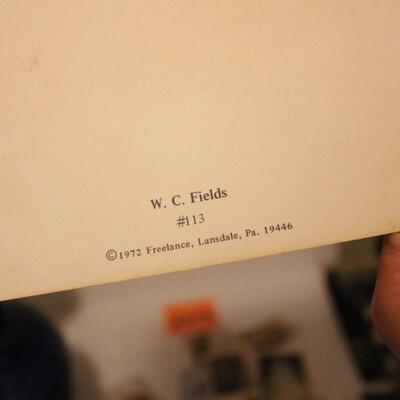 W. C. Fields
#113
©1972 Freelance, Lansdale, Pa. 19446